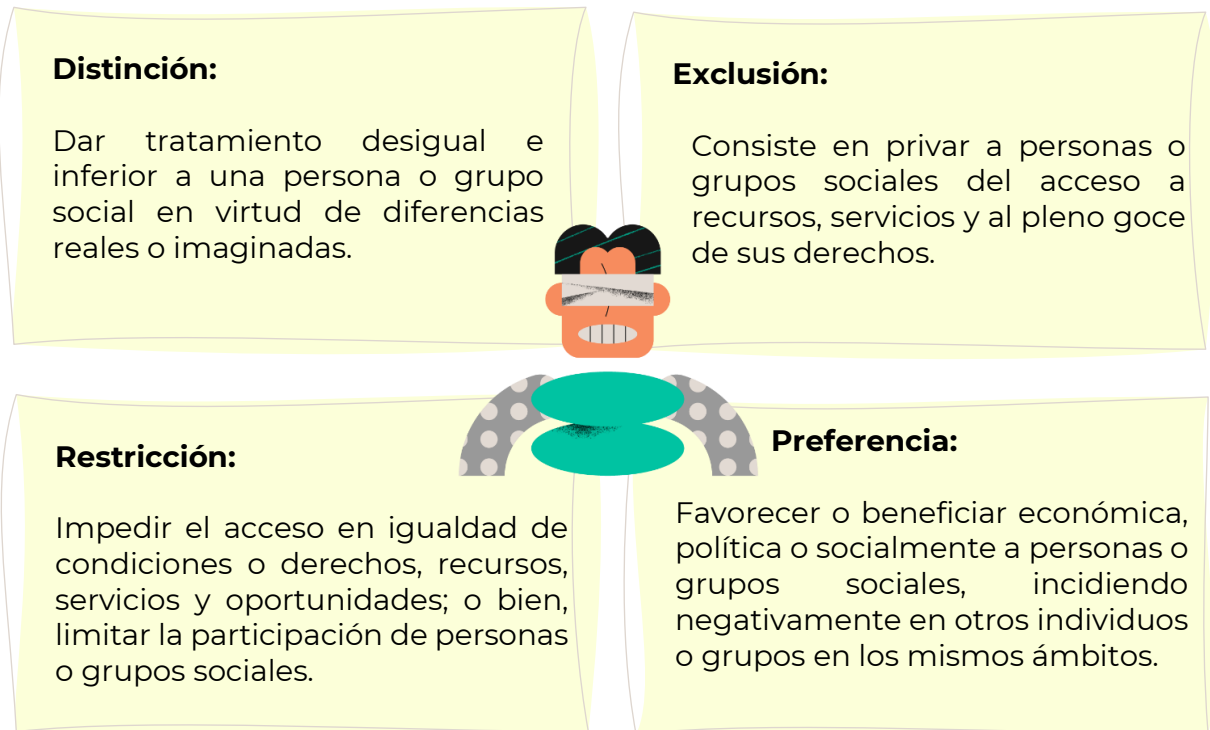 Distinción:
Dar tratamiento desigual e
inferior a una persona o grupo
social en virtud de diferencias
reales o imaginadas.
Exclusión:
Consiste en privar a personas o
grupos sociales del acceso a
recursos, servicios y al pleno goce
de sus derechos.
Restricción:
Impedir el acceso en igualdad de
condiciones o derechos, recursos,
servicios y oportunidades; o bien,
limitar la participación de personas
o grupos sociales.
Preferencia:
Favorecer o beneficiar económica,
política o socialmente a personas o
grupos sociales, incidiendo
negativamente en otros individuos
o grupos en los mismos ámbitos.